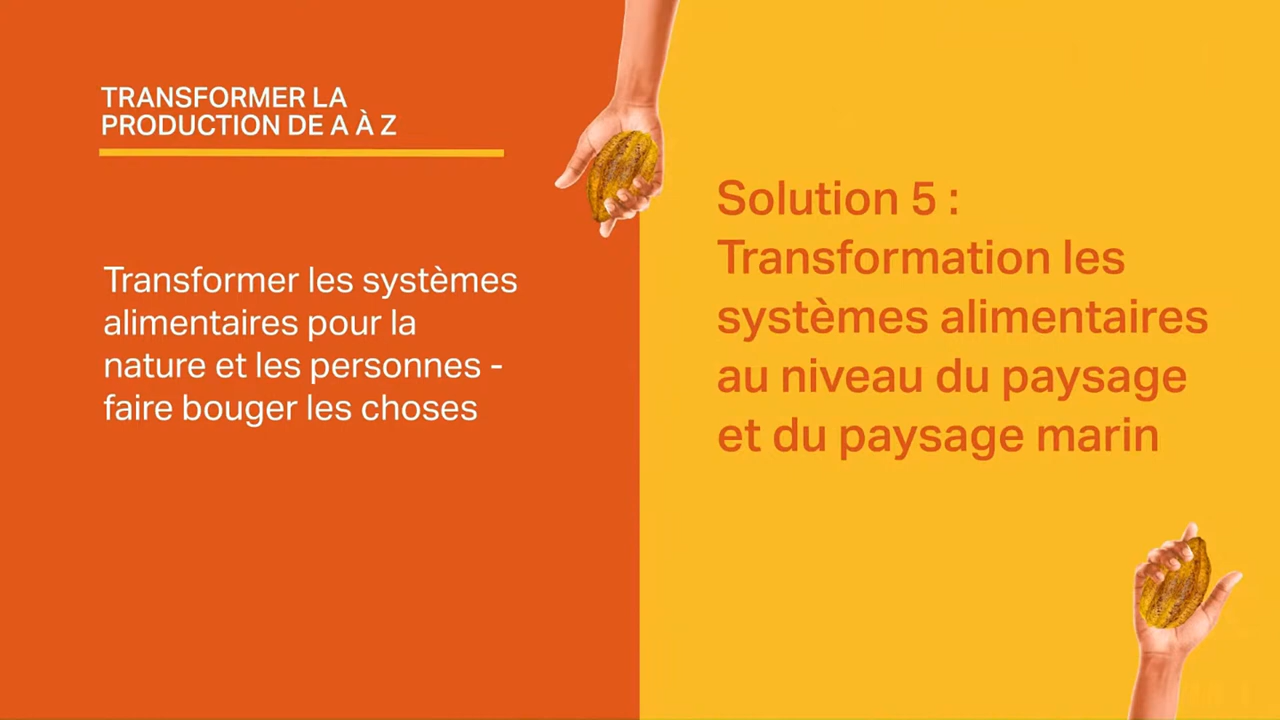 TRANSFORMER LA
PRODUCTION DE A À Z
Transformer les systèmes
alimentaires pour la
nature et les personnes -
faire bouger les choses
Solution 5 :
Transformation les
systèmes alimentaires
au niveau du paysage
et du paysage marin